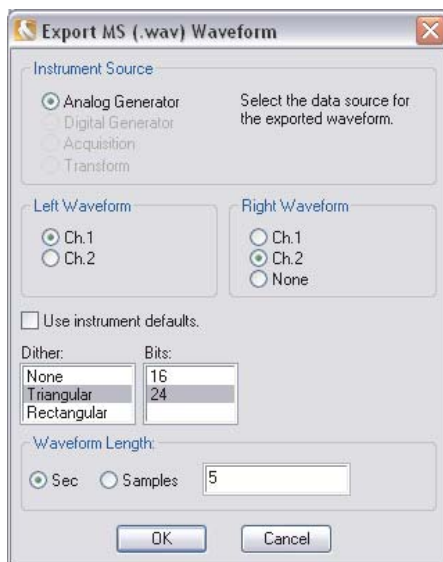 Export MS (.wav) Waveform
Instrument Source
Analog Generator
Digital Generator
Acquisition
Transform
Select the data source for
the exported waveform.
Left Waveform
Ch.1
Ch.2
Right Waveform
Ch.1
Ch.2
None
Use instrument defaults.
Dither:
None
Triangular
Rectangular
Bits:
16
24
Waveform Length:
Sec
Samples
5
OK
Cancel